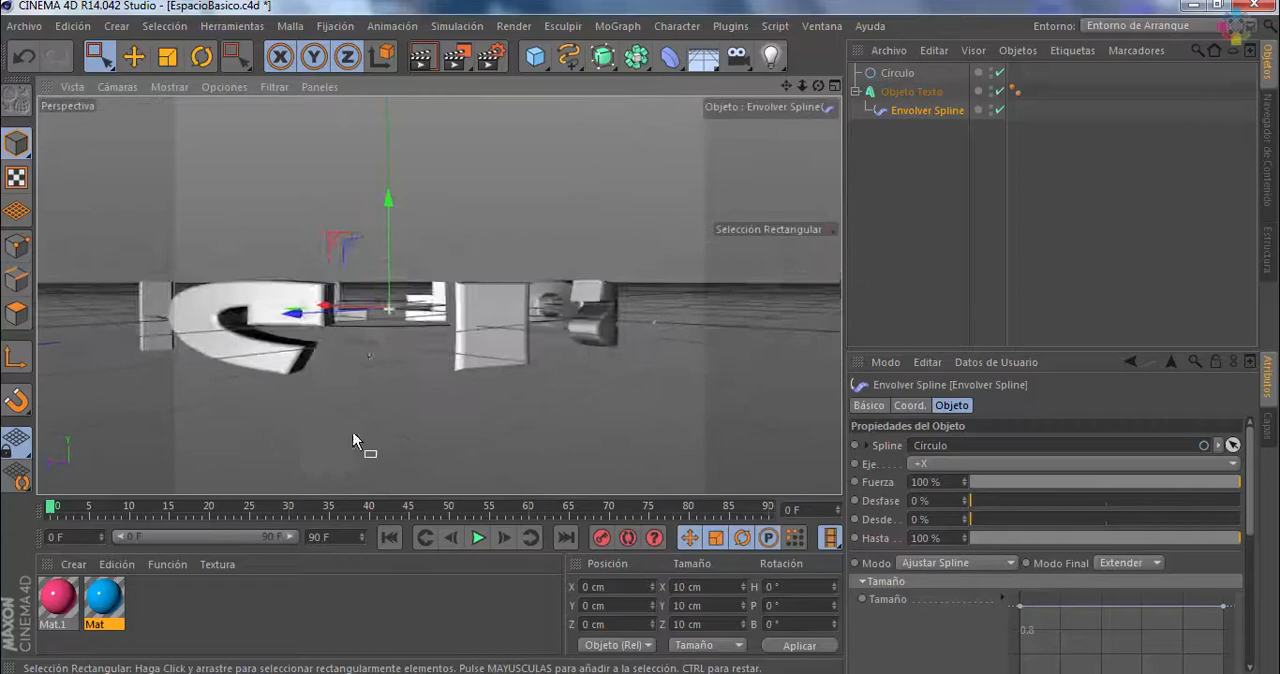 CINEMA 4D R14.042 Studio - [EspacioBasico.c4d *]
Archivo Edición Crear Selección Herramientas Malla Fijación Animación Simulación Render Esculpir MoGraph Character Plugins Script Ventana Ayuda Entorno: Entorno de Arranque
X Y Z
Archivo Editar Visor Objetos Etiquetas Marcadores
Vista Cámaras Mostrar Opciones Filtrar Paneles
Perspectiva
Objeto : Envolver Spline
Selección Rectangular
Y
Círculo
Objeto Texto
Envolver Spline
Objetos
Navegador de Contenido
Estructura
Modo Editar Datos de Usuario
Envolver Spline [Envolver Spline]
Básico Coord. Objeto
Propiedades del Objeto
Spline Círculo
Eje. . . . . +X
Fuerza 100 %
Desfase 0 %
Desde . . 0 %
Hasta . . 100 %
Modo Ajustar Spline Modo Final Extender
Tamaño
Tamaño
0.8
Atributos
Capas
0 5 10 15 20 25 30 35 40 45 50 55 60 65 70 75 80 85 90 0 F
0 F 0 F 90 F 90 F
P
Crear Edición Función Textura
Mat.1 Mat
Posición Tamaño Rotación
X 0 cm X 10 cm H 0 °
Y 0 cm Y 10 cm P 0 °
Z 0 cm Z 10 cm B 0 °
Objeto (Rel) Tamaño Aplicar
MAXON
CINEMA 4D
Selección Rectangular: Haga Click y arrastre para seleccionar rectangularmente elementos. Pulse MAYUSCULAS para añadir a la selección. CTRL para restar.